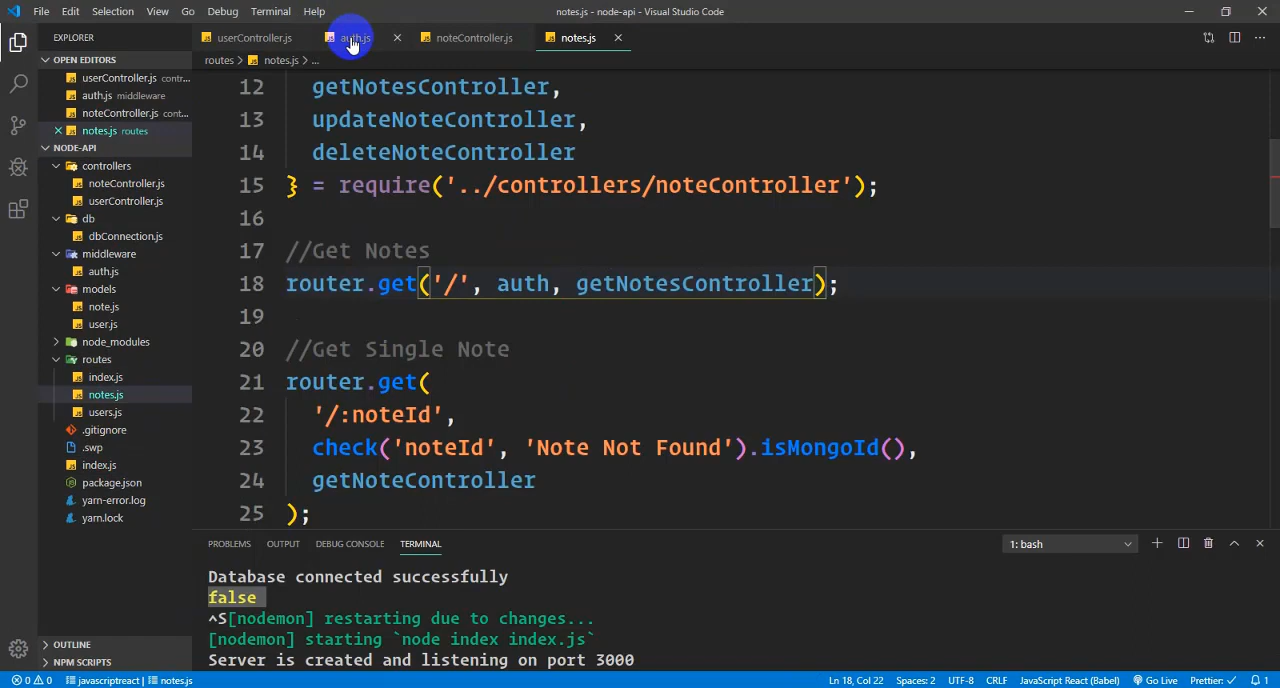 File Edit Selection View Go Debug Terminal Help notes.js - node-api - Visual Studio Code
EXPLORER
userController.js auth.js noteController.js notes.js
OPEN EDITORS
routes > notes.js > ...
userController.js contr...
auth.js middleware
noteController.js cont...
notes.js routes
NODE-API
controllers
noteController.js
userController.js
db
dbConnection.js
middleware
auth.js
models
note.js
user.js
node_modules
routes
index.js
notes.js
users.js
.gitignore
.swp
index.js
package.json
yarn-error.log
yarn.lock
OUTLINE
NPM SCRIPTS
12 getNotesController,
13 updateNoteController,
14 deleteNoteController
15 } = require('../controllers/noteController');
16
17 //Get Notes
18 router.get('/', auth, getNotesController);
19
20 //Get Single Note
21 router.get(
22 '/:noteId',
23 check('noteId', 'Note Not Found').isMongoId(),
24 getNoteController
25 );
PROBLEMS OUTPUT DEBUG CONSOLE TERMINAL 1: bash
Database connected successfully
false
^S[nodemon] restarting due to changes...
[nodemon] starting `node index index.js`
Server is created and listening on port 3000
0 0 javascriptreact | notes.js Ln 18, Col 22 Spaces: 2 UTF-8 CRLF JavaScript React (Babel) Go Live Prettier: ✓ 1